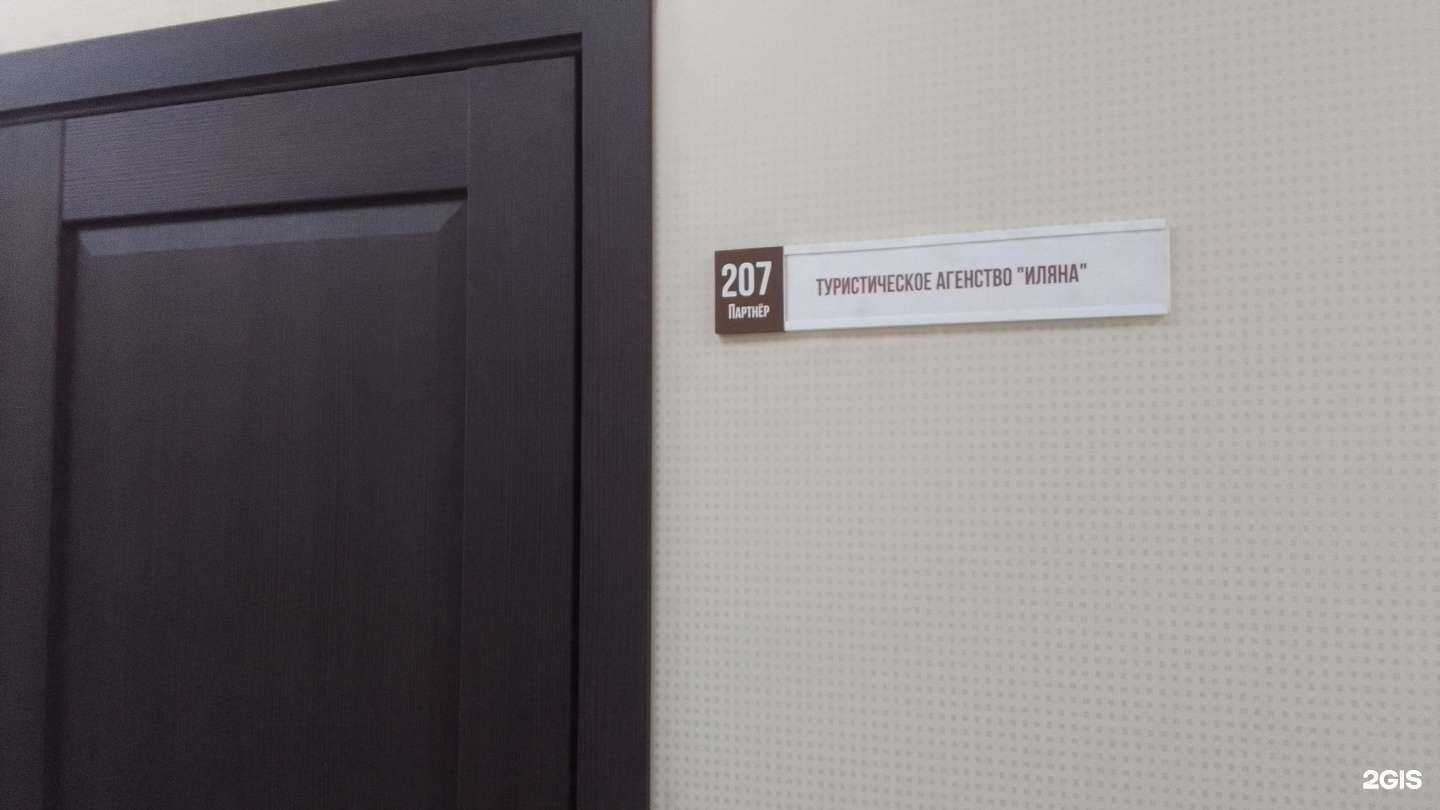 207
Партнёр
ТУРИСТИЧЕСКОЕ АГЕНСТВО "ИЛЯНА"
2GIS